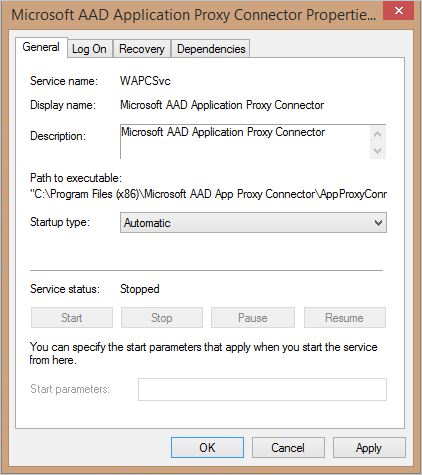 Microsoft AAD Application Proxy Connector Propertie...
General Log On Recovery Dependencies
Service name: WAPCSvc
Display name: Microsoft AAD Application Proxy Connector
Description: Microsoft AAD Application Proxy Connector
Path to executable:
"C:\Program Files (x86)\Microsoft AAD App Proxy Connector\AppProxyConr
Startup type: Automatic
Service status: Stopped
Start Stop Pause Resume
You can specify the start parameters that apply when you start the service
from here.
Start parameters:
OK Cancel Apply